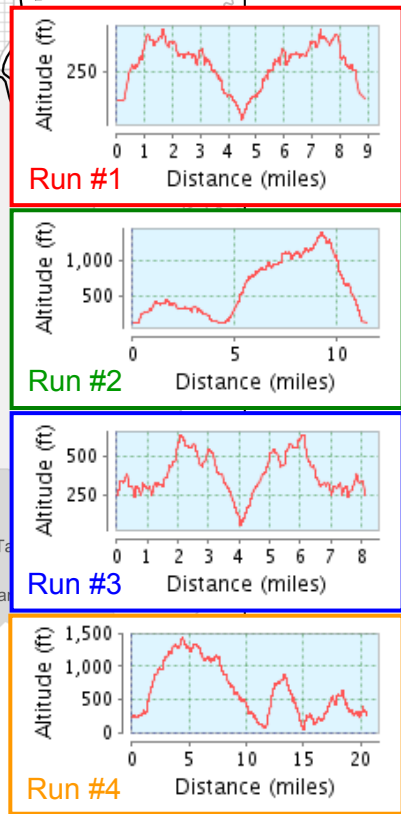 Altitude (ft)
250
0 1 2 3 4 5 6 7 8 9
Run #1
Distance (miles)
Altitude (ft)
1,000
500
0 5 10
Run #2
Distance (miles)
Altitude (ft)
500
250
0 1 2 3 4 5 6 7 8
Run #3
Distance (miles)
Altitude (ft)
1,500
1,000
500
0
0 5 10 15 20
Run #4
Distance (miles)